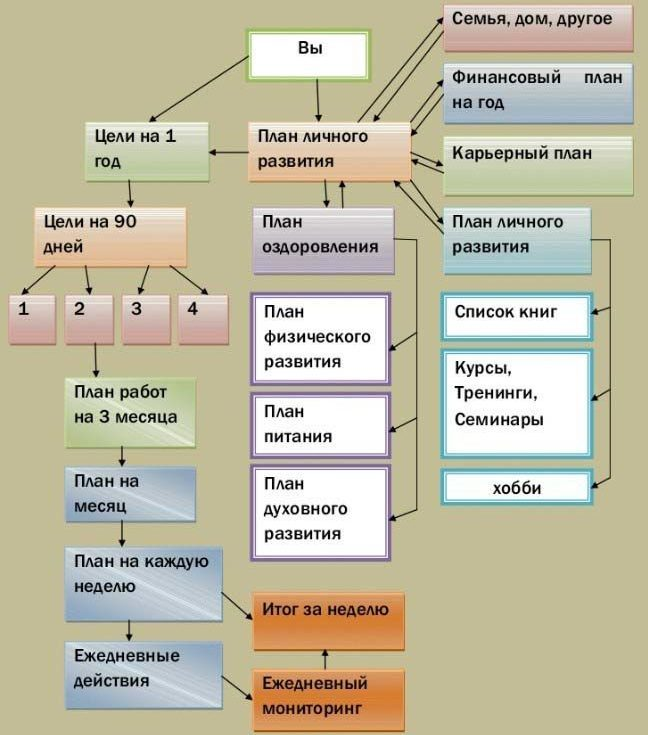 Вы
Семья, дом, другое
Финансовый план
на год
Цели на 1
год
План личного
развития
Карьерный план
Цели на 90
дней
План
оздоровления
План личного
развития
1
2
3
4
План
физического
развития
Список книг
Курсы,
Тренинги,
Семинары
План работ
на 3 месяца
План
питания
План на
месяц
План
духовного
развития
хобби
План на каждую
неделю
Итог за неделю
Ежедневные
действия
Ежедневный
мониторинг